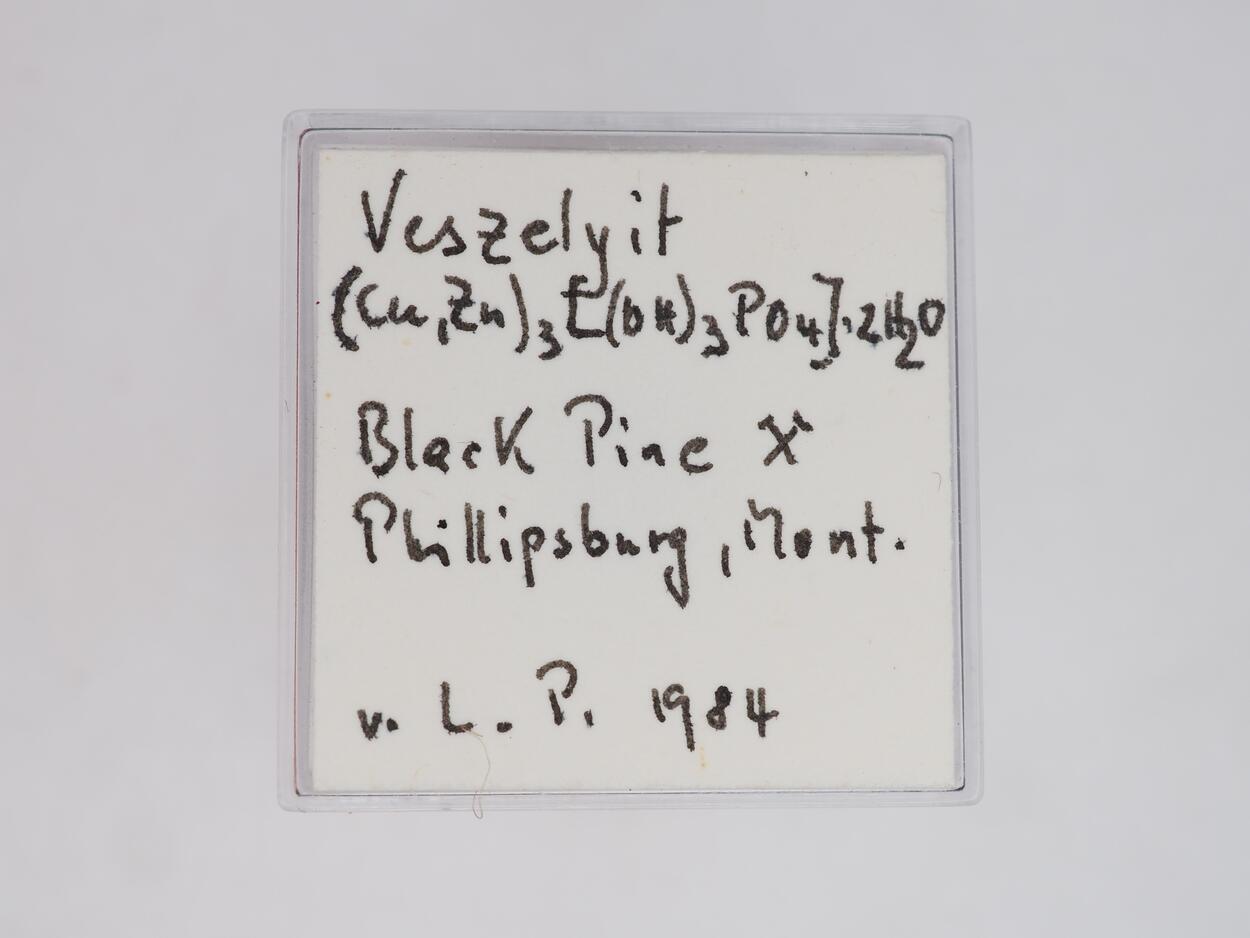 Veszelyit
(Cu,Zn)₃[(OH)₃PO₄]·2H₂O
Black Pine
Phillipsburg, Mont.
v. L. P. 1984